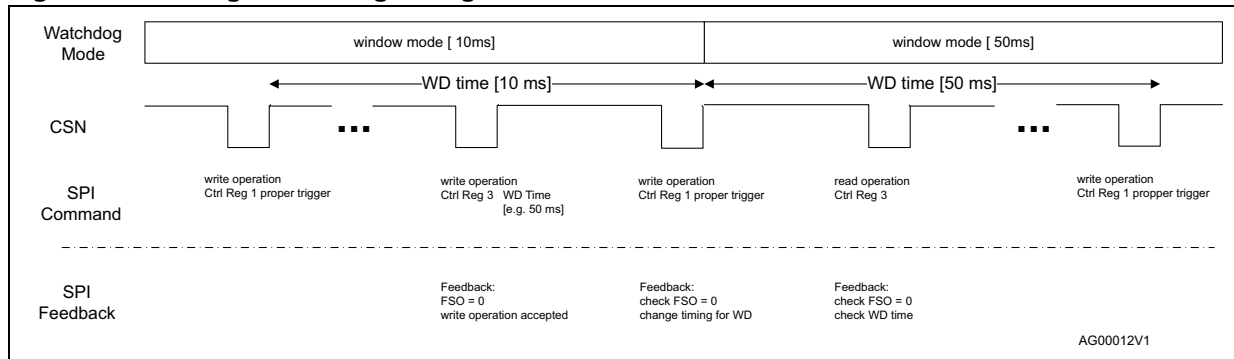 Watchdog
Mode
window mode [ 10ms]
window mode [ 50ms]
WD time [10 ms]
WD time [50 ms]
CSN
...
...
SPI
Command
write operation
Ctrl Reg 1 proper trigger
write operation
Ctrl Reg 3 WD Time
[e.g. 50 ms]
write operation
Ctrl Reg 1 proper trigger
read operation
Ctrl Reg 3
write operation
Ctrl Reg 1 propper trigger
SPI
Feedback
Feedback:
FSO = 0
write operation accepted
Feedback:
check FSO = 0
change timing for WD
Feedback:
check FSO = 0
check WD time
AG00012V1